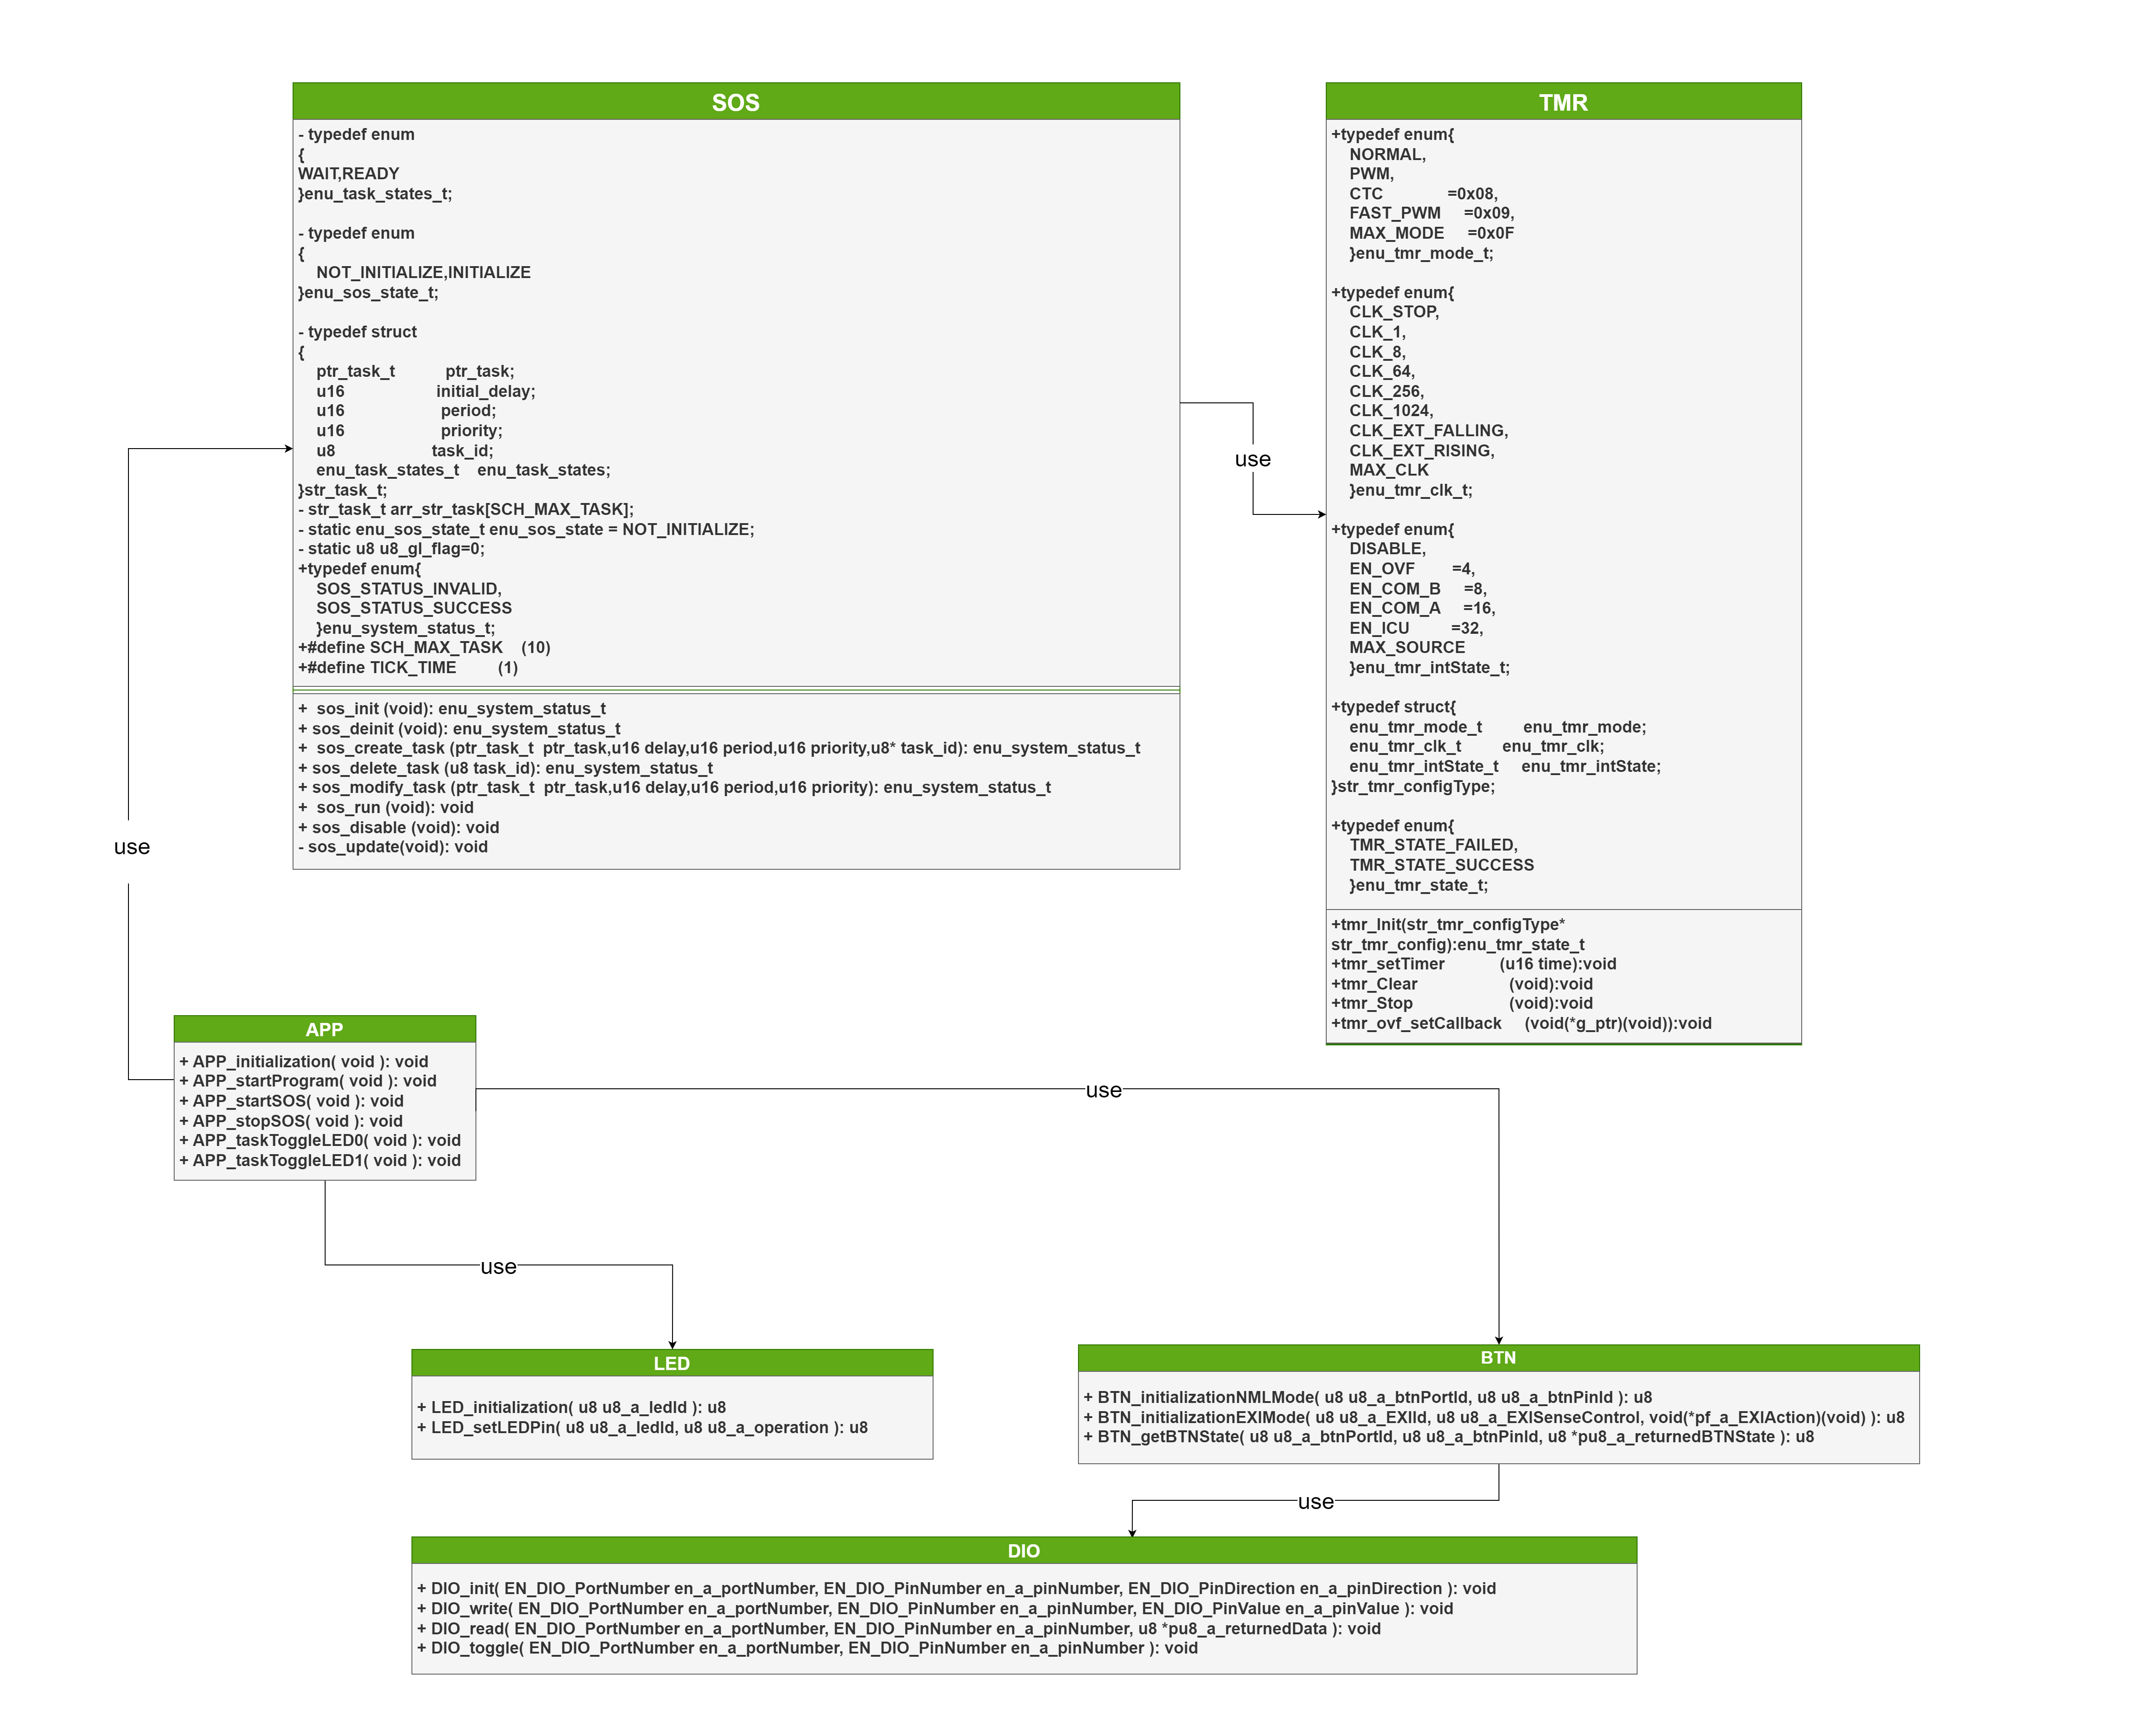 SOS
- typedef enum
{
WAIT,READY
}enu_task_states_t;
- typedef enum
{
NOT_INITIALIZE,INITIALIZE
}enu_sos_state_t;
- typedef struct
{
ptr_task_t ptr_task;
u16 initial_delay;
u16 period;
u16 priority;
u8 task_id;
enu_task_states_t enu_task_states;
}str_task_t;
- str_task_t arr_str_task[SCH_MAX_TASK];
- static enu_sos_state_t enu_sos_state = NOT_INITIALIZE;
- static u8 u8_gl_flag=0;
+typedef enum{
SOS_STATUS_INVALID,
SOS_STATUS_SUCCESS
}enu_system_status_t;
+#define SCH_MAX_TASK (10)
+#define TICK_TIME (1)
+ sos_init (void): enu_system_status_t
+ sos_deinit (void): enu_system_status_t
+ sos_create_task (ptr_task_t ptr_task,u16 delay,u16 period,u16 priority,u8* task_id): enu_system_status_t
+ sos_delete_task (u8 task_id): enu_system_status_t
+ sos_modify_task (ptr_task_t ptr_task,u16 delay,u16 period,u16 priority): enu_system_status_t
+ sos_run (void): void
+ sos_disable (void): void
- sos_update(void): void
use
TMR
+typedef enum{
NORMAL,
PWM,
CTC =0x08,
FAST_PWM =0x09,
MAX_MODE =0x0F
}enu_tmr_mode_t;
+typedef enum{
CLK_STOP,
CLK_1,
CLK_8,
CLK_64,
CLK_256,
CLK_1024,
CLK_EXT_FALLING,
CLK_EXT_RISING,
MAX_CLK
}enu_tmr_clk_t;
+typedef enum{
DISABLE,
EN_OVF =4,
EN_COM_B =8,
EN_COM_A =16,
EN_ICU =32,
MAX_SOURCE
}enu_tmr_intState_t;
+typedef struct{
enu_tmr_mode_t enu_tmr_mode;
enu_tmr_clk_t enu_tmr_clk;
enu_tmr_intState_t enu_tmr_intState;
}str_tmr_configType;
+typedef enum{
TMR_STATE_FAILED,
TMR_STATE_SUCCESS
}enu_tmr_state_t;
+tmr_Init(str_tmr_configType*
str_tmr_config):enu_tmr_state_t
+tmr_setTimer (u16 time):void
+tmr_Clear (void):void
+tmr_Stop (void):void
+tmr_ovf_setCallback (void(*g_ptr)(void)):void
use
APP
+ APP_initialization( void ): void
+ APP_startProgram( void ): void
+ APP_startSOS( void ): void
+ APP_stopSOS( void ): void
+ APP_taskToggleLED0( void ): void
+ APP_taskToggleLED1( void ): void
use
use
LED
+ LED_initialization( u8 u8_a_ledId ): u8
+ LED_setLEDPin( u8 u8_a_ledId, u8 u8_a_operation ): u8
BTN
+ BTN_initializationNMLMode( u8 u8_a_btnPortId, u8 u8_a_btnPinId ): u8
+ BTN_initializationEXIMode( u8 u8_a_EXIId, u8 u8_a_EXISenseControl, void(*pf_a_EXIAction)(void) ): u8
+ BTN_getBTNState( u8 u8_a_btnPortId, u8 u8_a_btnPinId, u8 *pu8_a_returnedBTNState ): u8
use
DIO
+ DIO_init( EN_DIO_PortNumber en_a_portNumber, EN_DIO_PinNumber en_a_pinNumber, EN_DIO_PinDirection en_a_pinDirection ): void
+ DIO_write( EN_DIO_PortNumber en_a_portNumber, EN_DIO_PinNumber en_a_pinNumber, EN_DIO_PinValue en_a_pinValue ): void
+ DIO_read( EN_DIO_PortNumber en_a_portNumber, EN_DIO_PinNumber en_a_pinNumber, u8 *pu8_a_returnedData ): void
+ DIO_toggle( EN_DIO_PortNumber en_a_portNumber, EN_DIO_PinNumber en_a_pinNumber ): void